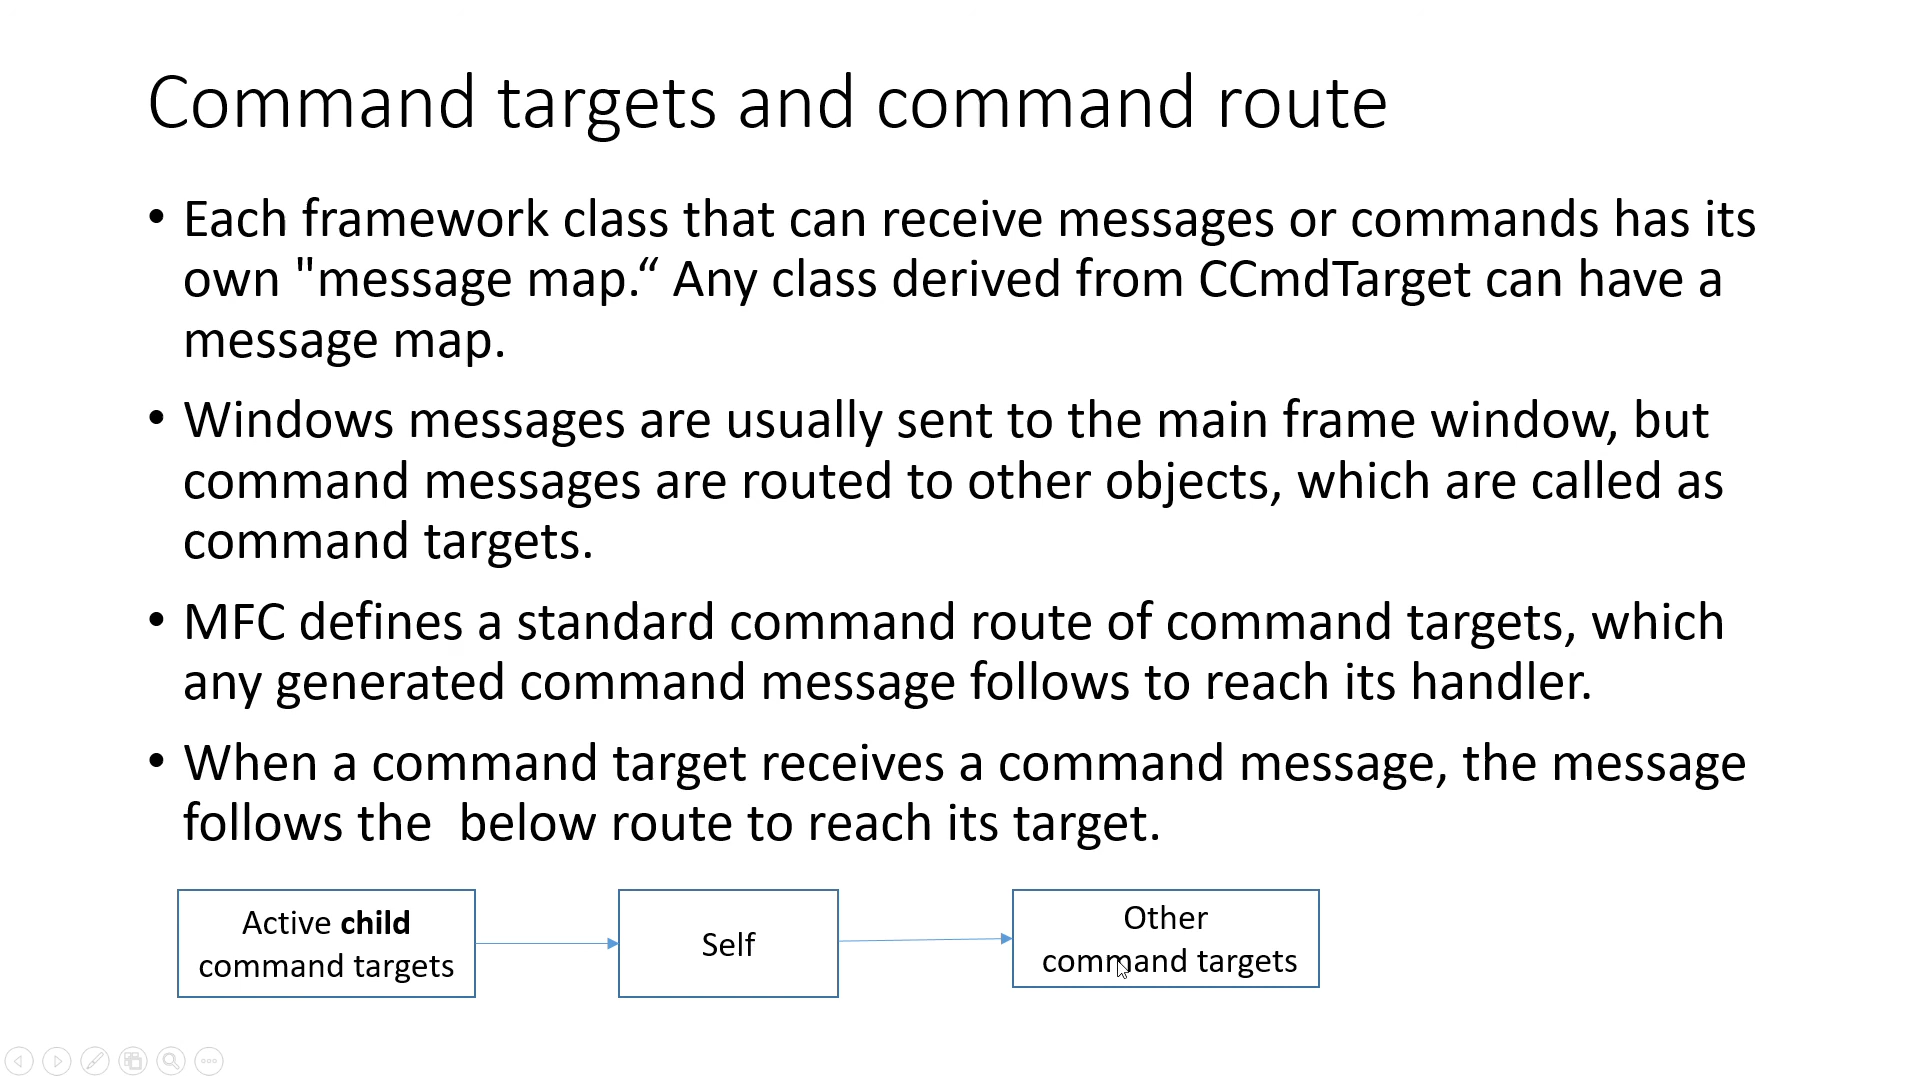 Command targets and command route
• Each framework class that can receive messages or commands has its
own "message map.“ Any class derived from CCmdTarget can have a
message map.
• Windows messages are usually sent to the main frame window, but
command messages are routed to other objects, which are called as
command targets.
• MFC defines a standard command route of command targets, which
any generated command message follows to reach its handler.
• When a command target receives a command message, the message
follows the  below route to reach its target.
Active child
command targets
Self
Other
command targets